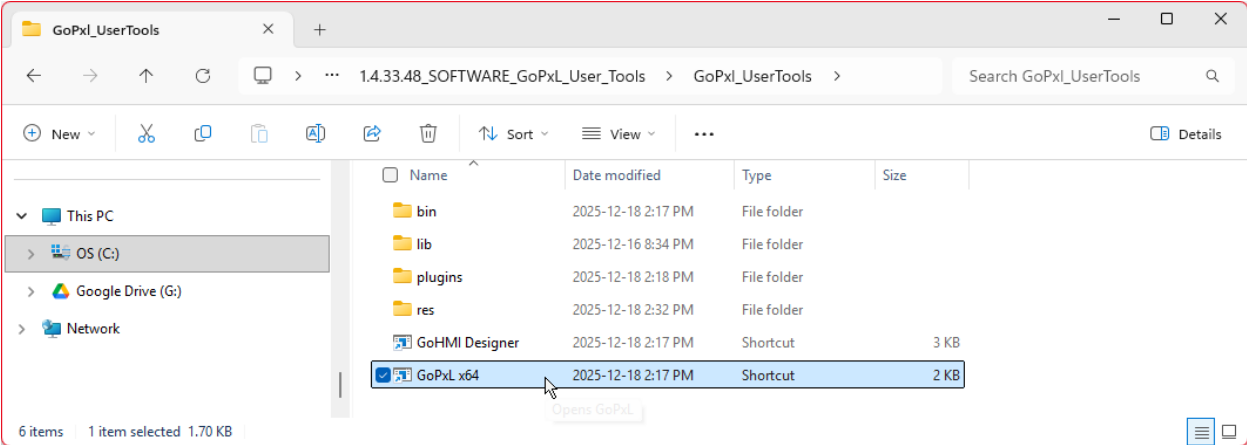 GoPxl_UserTools
1.4.33.48_SOFTWARE_GoPxL_User_Tools > GoPxl_UserTools > Search GoPxl_UserTools
New Sort View Details
Name Date modified Type Size
This PC
OS (C:)
Google Drive (G:)
Network
bin 2025-12-18 2:17 PM File folder
lib 2025-12-16 8:34 PM File folder
plugins 2025-12-18 2:18 PM File folder
res 2025-12-18 2:32 PM File folder
GoHMI Designer 2025-12-18 2:17 PM Shortcut 3 KB
GoPxL x64 2025-12-18 2:17 PM Shortcut 2 KB
Opens GoPxL
6 items 1 item selected 1.70 KB